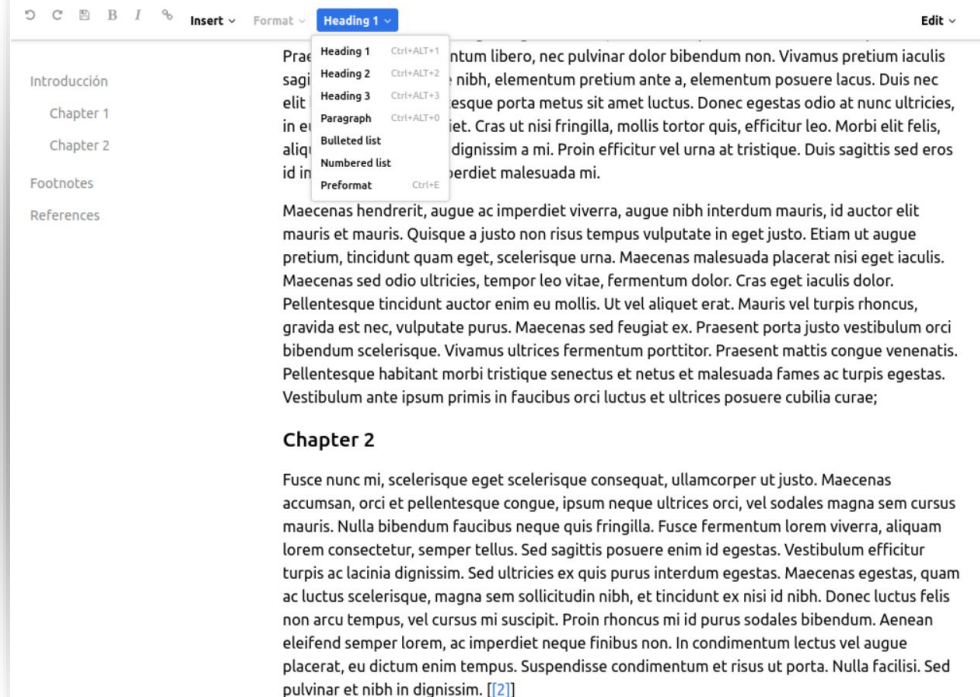 B I Insert Format Heading 1 Edit
Heading 1 Ctrl+ALT+1
Heading 2 Ctrl+ALT+2
Heading 3 Ctrl+ALT+3
Paragraph Ctrl+ALT+0
Bulleted list
Numbered list
Preformat Ctrl+E
Introducción
Chapter 1
Chapter 2
Footnotes
References
libero, nec pulvinar dolor bibendum non. Vivamus pretium iaculis
nibh, elementum pretium ante a, elementum posuere lacus. Duis nec
elit porta metus sit amet luctus. Donec egestas odio at nunc ultricies,
in Cras ut nisi fringilla, mollis tortor quis, efficitur leo. Morbi elit felis,
dignissim a mi. Proin efficitur vel urna at tristique. Duis sagittis sed eros
id malesuada mi.
Maecenas hendrerit, augue ac imperdiet viverra, augue nibh interdum mauris, id auctor elit
mauris et mauris. Quisque a justo non risus tempus vulputate in eget justo. Etiam ut augue
pretium, tincidunt quam eget, scelerisque urna. Maecenas malesuada placerat nisi eget iaculis.
Maecenas sed odio ultricies, tempor leo vitae, fermentum dolor. Cras eget iaculis dolor.
Pellentesque tincidunt auctor enim eu mollis. Ut vel aliquet erat. Mauris vel turpis rhoncus,
gravida est nec, vulputate purus. Maecenas sed feugiat ex. Praesent porta justo vestibulum orci
bibendum scelerisque. Vivamus ultrices fermentum porttitor. Praesent mattis congue venenatis.
Pellentesque habitant morbi tristique senectus et netus et malesuada fames ac turpis egestas.
Vestibulum ante ipsum primis in faucibus orci luctus et ultrices posuere cubilia curae;
Chapter 2
Fusce nunc mi, scelerisque eget scelerisque consequat, ullamcorper ut justo. Maecenas
accumsan, orci et pellentesque congue, ipsum neque ultrices orci, vel sodales magna sem cursus
mauris. Nulla bibendum faucibus neque quis fringilla. Fusce fermentum lorem viverra, aliquam
lorem consectetur, semper tellus. Sed sagittis posuere enim id egestas. Vestibulum efficitur
turpis ac lacinia dignissim. Sed ultricies ex quis purus interdum egestas. Maecenas egestas, quam
ac luctus scelerisque, magna sem sollicitudin nibh, et tincidunt ex nisi id nibh. Donec luctus felis
non arcu tempus, vel cursus mi suscipit. Proin rhoncus mi id purus sodales bibendum. Aenean
eleifend semper lorem, ac imperdiet neque finibus non. In condimentum lectus vel augue
placerat, eu dictum enim tempus. Suspendisse condimentum et risus ut porta. Nulla facilisi. Sed
pulvinar et nibh in dignissim. [[2]]